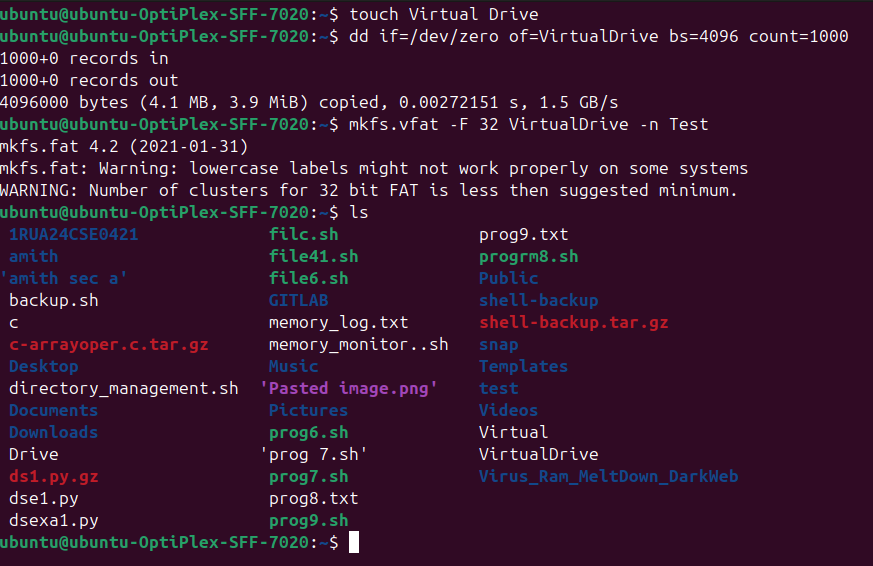 ubuntu@ubuntu-OptiPlex-SFF-7020:~$ touch Virtual Drive
ubuntu@ubuntu-OptiPlex-SFF-7020:~$ dd if=/dev/zero of=VirtualDrive bs=4096 count=1000
1000+0 records in
1000+0 records out
4096000 bytes (4.1 MB, 3.9 MiB) copied, 0.00272151 s, 1.5 GB/s
ubuntu@ubuntu-OptiPlex-SFF-7020:~$ mkfs.vfat -F 32 VirtualDrive -n Test
mkfs.fat 4.2 (2021-01-31)
mkfs.fat: Warning: lowercase labels might not work properly on some systems
WARNING: Number of clusters for 32 bit FAT is less then suggested minimum.
ubuntu@ubuntu-OptiPlex-SFF-7020:~$ ls
1RUA24CSE0421 filc.sh prog9.txt
amith file41.sh progrm8.sh
'amith sec a' file6.sh Public
backup.sh GITLAB shell-backup
c memory_log.txt shell-backup.tar.gz
c-arrayoper.c.tar.gz memory_monitor..sh snap
Desktop Music Templates
directory_management.sh 'Pasted image.png' test
Documents Pictures Videos
Downloads prog6.sh Virtual
Drive 'prog 7.sh' VirtualDrive
ds1.py.gz prog7.sh Virus_Ram_MeltDown_DarkWeb
dse1.py prog8.txt
dsexa1.py prog9.sh
ubuntu@ubuntu-OptiPlex-SFF-7020:~$